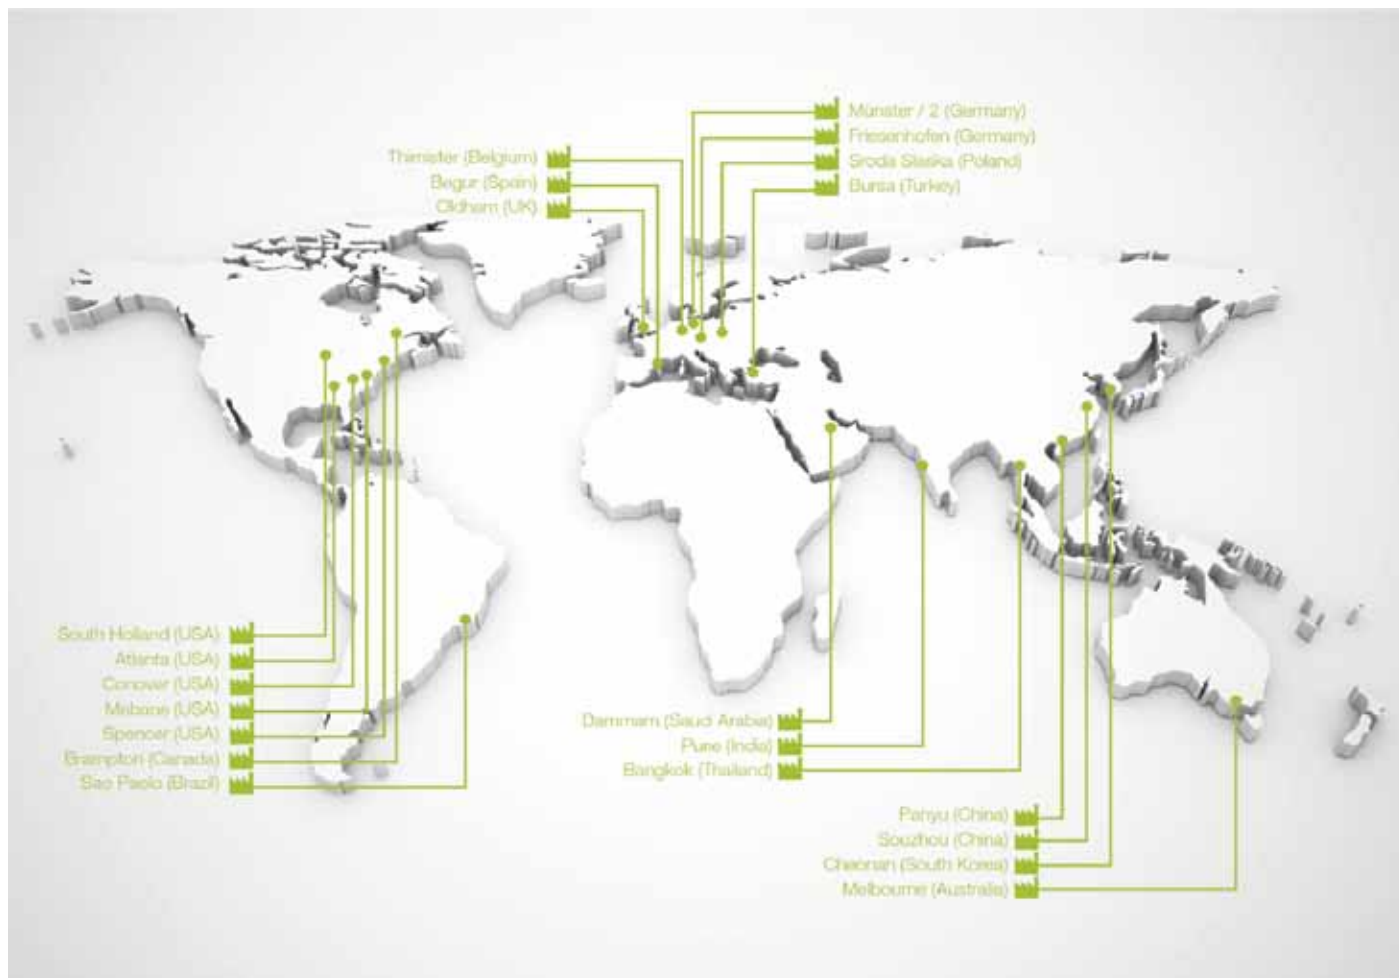 Münster / 2 (Germany)
Friesenhofen (Germany)
Sroda Slaska (Poland)
Bursa (Turkey)
Thimister (Belgium)
Begur (Spain)
Oldham (UK)
South Holland (USA)
Atlanta (USA)
Conover (USA)
Mebane (USA)
Spencer (USA)
Brampton (Canada)
Sao Paolo (Brazil)
Dammam (Saudi Arabia)
Pune (India)
Bangkok (Thailand)
Panyu (China)
Souzhou (China)
Cheonan (South Korea)
Melbourne (Australia)